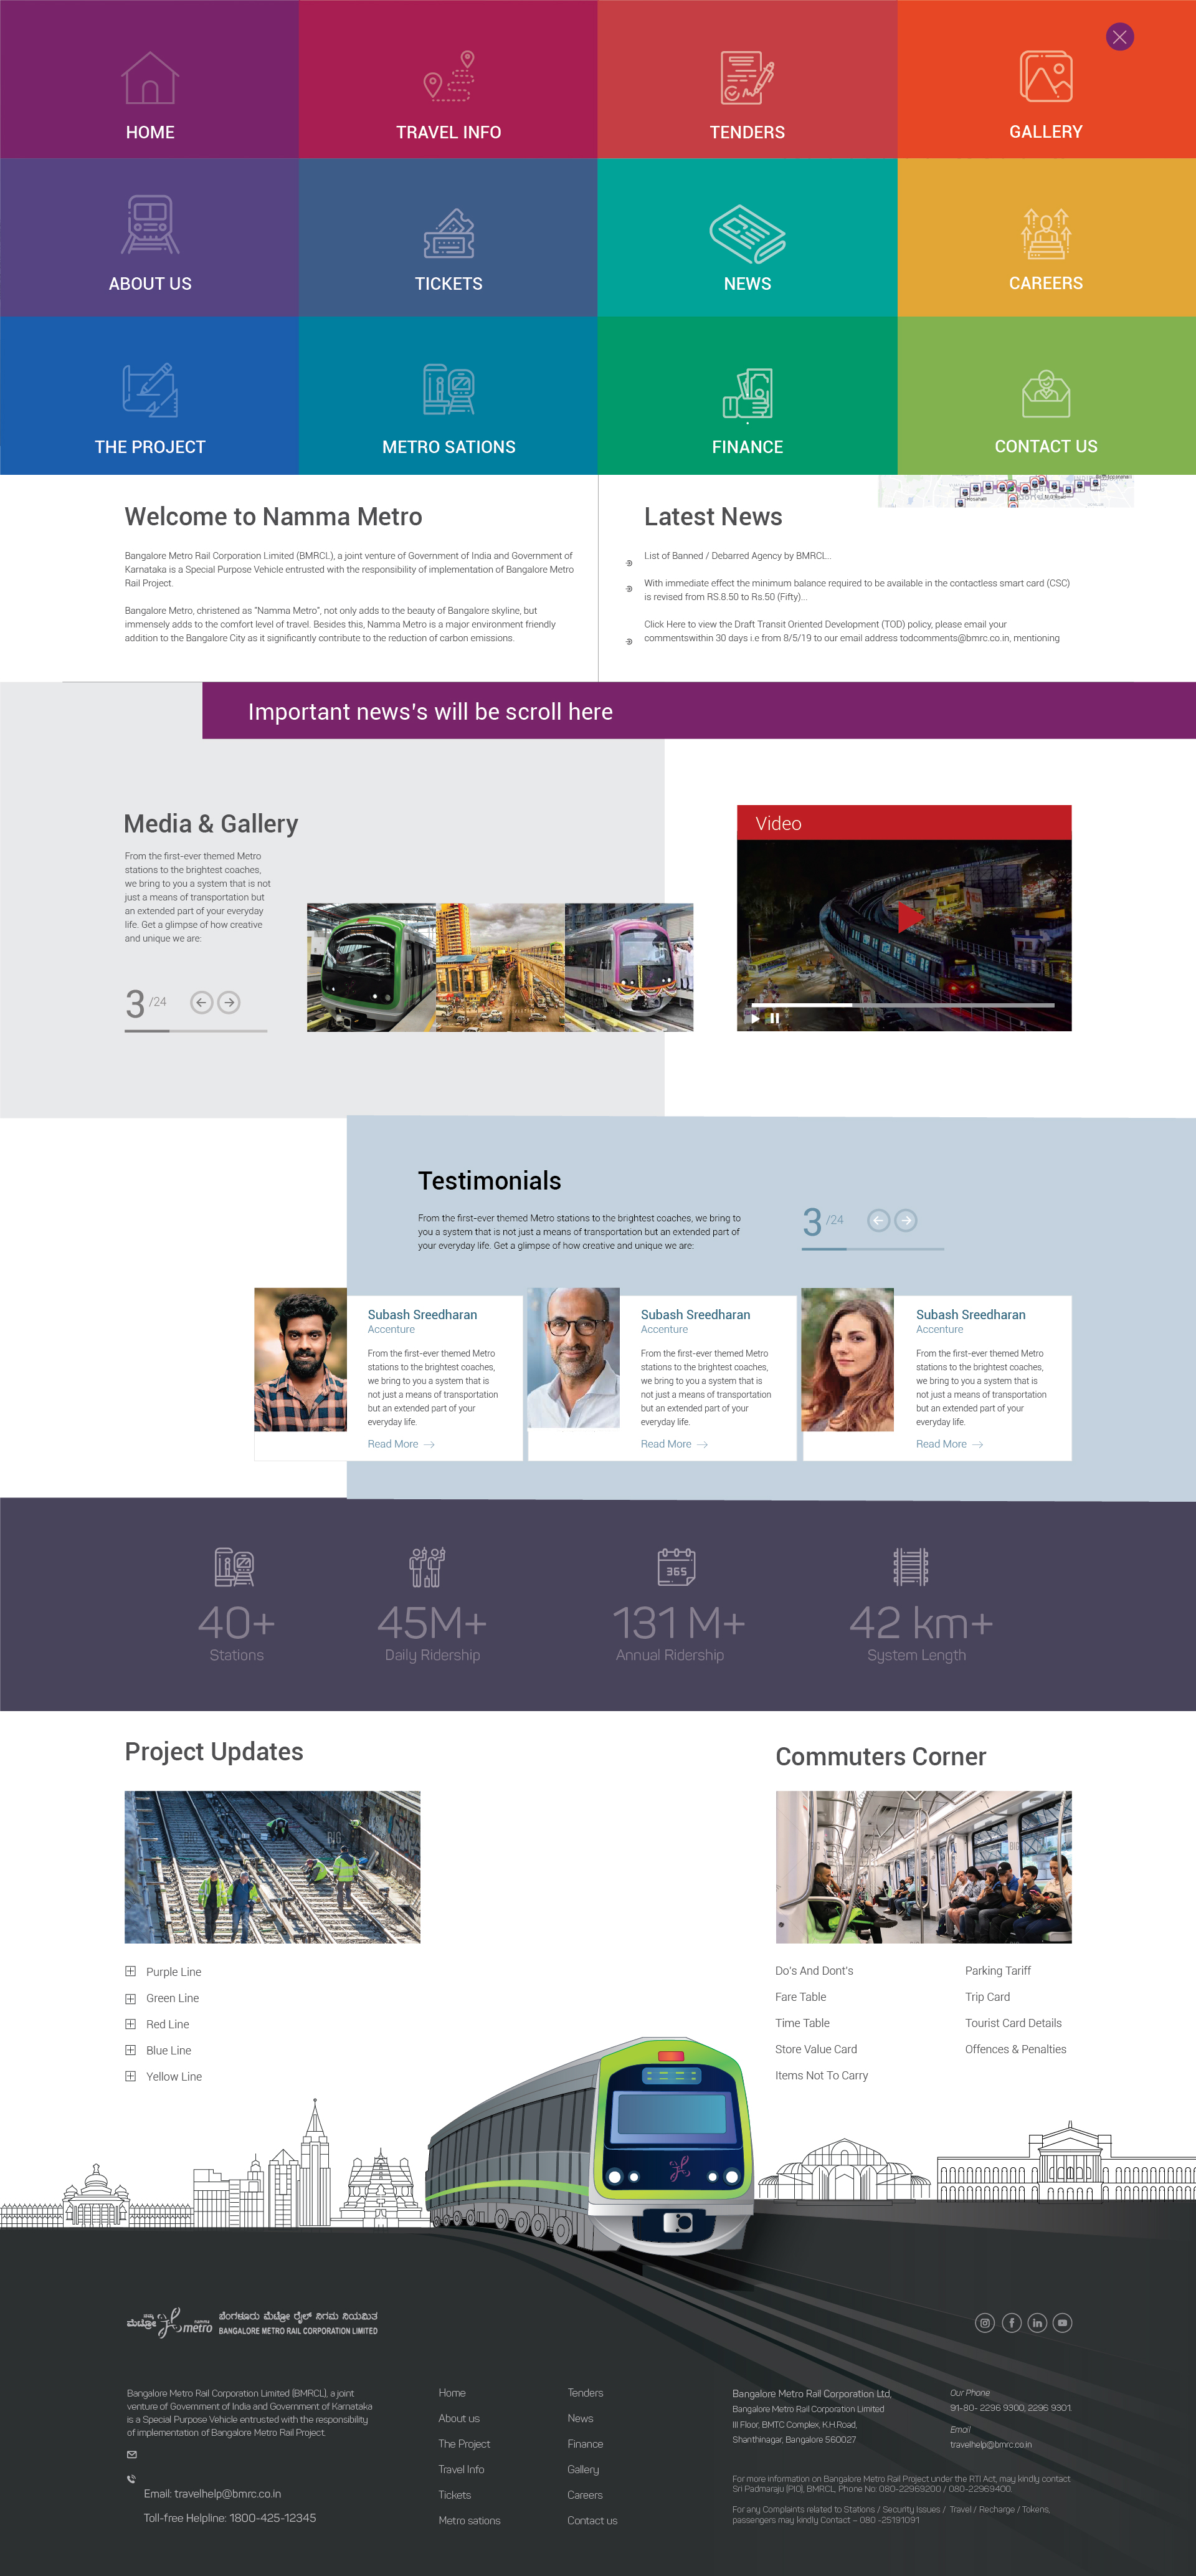 HOME
TRAVEL INFO
TENDERS
GALLERY
ABOUT US
TICKETS
NEWS
CAREERS
THE PROJECT
METRO SATIONS
FINANCE
CONTACT US
Hosahalli
Welcome to Namma Metro
Bangalore Metro Rail Corporation Limited (BMRCL), a joint venture of Government of India and Government of
Karnataka is a Special Purpose Vehicle entrusted with the responsibility of implementation of Bangalore Metro
Rail Project.
Bangalore Metro, christened as "Namma Metro", not only adds to the beauty of Bangalore skyline, but
immensely adds to the comfort level of travel. Besides this, Namma Metro is a major environment friendly
addition to the Bangalore City as it significantly contribute to the reduction of carbon emissions.
Latest News
List of Banned / Debarred Agency by BMRCL...
With immediate effect the minimum balance required to be available in the contactless smart card (CSC)
is revised from RS.8.50 to Rs.50 (Fifty)...
Click Here to view the Draft Transit Oriented Development (TOD) policy, please email your
commentswithin 30 days i.e from 8/5/19 to our email address todcomments@bmrc.co.in, mentioning
Important news's will be scroll here
Media & Gallery
From the first-ever themed Metro
stations to the brightest coaches,
we bring to you a system that is not
just a means of transportation but
an extended part of your everyday
life. Get a glimpse of how creative
and unique we are:
3 /24
Video
Testimonials
From the first-ever themed Metro stations to the brightest coaches, we bring to
you a system that is not just a means of transportation but an extended part of
your everyday life. Get a glimpse of how creative and unique we are:
3 /24
Subash Sreedharan
Accenture
From the first-ever themed Metro
stations to the brightest coaches,
we bring to you a system that is
not just a means of transportation
but an extended part of your
everyday life.
Read More
Subash Sreedharan
Accenture
From the first-ever themed Metro
stations to the brightest coaches,
we bring to you a system that is
not just a means of transportation
but an extended part of your
everyday life.
Read More
Subash Sreedharan
Accenture
From the first-ever themed Metro
stations to the brightest coaches,
we bring to you a system that is
not just a means of transportation
but an extended part of your
everyday life.
Read More
365
40+
Stations
45M+
Daily Ridership
131 M+
Annual Ridership
42 km+
System Length
Project Updates
BIG
Purple Line
Green Line
Red Line
Blue Line
Yellow Line
Commuters Corner
BIG
BIG
Do's And Dont's
Fare Table
Time Table
Store Value Card
Items Not To Carry
Parking Tariff
Trip Card
Tourist Card Details
Offences & Penalties
ನಮ್ಮ ಮೆಟ್ರೋ
namma metro
ಬೆಂಗಳೂರು ಮೆಟ್ರೋ ರೈಲ್ ನಿಗಮ ನಿಯಮಿತ
BANGALORE METRO RAIL CORPORATION LIMITED
Bangalore Metro Rail Corporation Limited (BMRCL), a joint
venture of Government of India and Government of Karnataka
is a Special Purpose Vehicle entrusted with the responsibility
of implementation of Bangalore Metro Rail Project.
Email: travelhelp@bmrc.co.in
Toll-free Helpline: 1800-425-12345
Home
About us
The Project
Travel Info
Tickets
Metro sations
Tenders
News
Finance
Gallery
Careers
Contact us
Bangalore Metro Rail Corporation Ltd,
Bangalore Metro Rail Corporation Limited
III Floor, BMTC Complex, K.H.Road,
Shanthinagar, Bangalore 560027
Our Phone
91-80- 2296 9300, 2296 9301.
Email
travelhelp@bmrc.co.in
For more information on Bangalore Metro Rail Project under the RTI Act, may kindly contact
Sri Padmaraju (PIO), BMRCL, Phone No: 080-22969200 / 080-22969400.
For any Complaints related to Stations / Security Issues / Travel / Recharge / Tokens,
passengers may kindly Contact – 080 -25191091